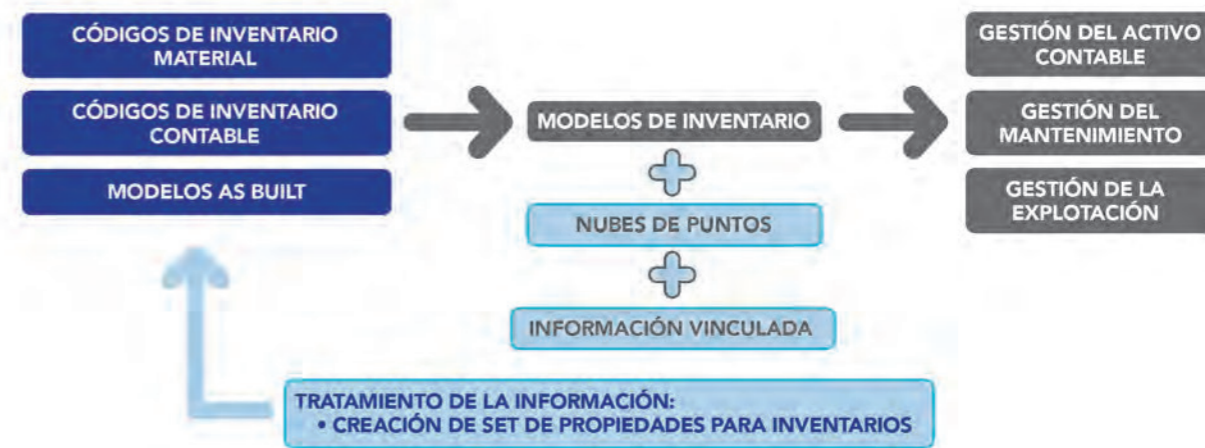 CÓDIGOS DE INVENTARIO
MATERIAL
CÓDIGOS DE INVENTARIO
CONTABLE
MODELOS AS BUILT
MODELOS DE INVENTARIO
NUBES DE PUNTOS
INFORMACIÓN VINCULADA
GESTIÓN DEL ACTIVO
CONTABLE
GESTIÓN DEL
MANTENIMIENTO
GESTIÓN DE LA
EXPLOTACIÓN
TRATAMIENTO DE LA INFORMACIÓN:
• CREACIÓN DE SET DE PROPIEDADES PARA INVENTARIOS